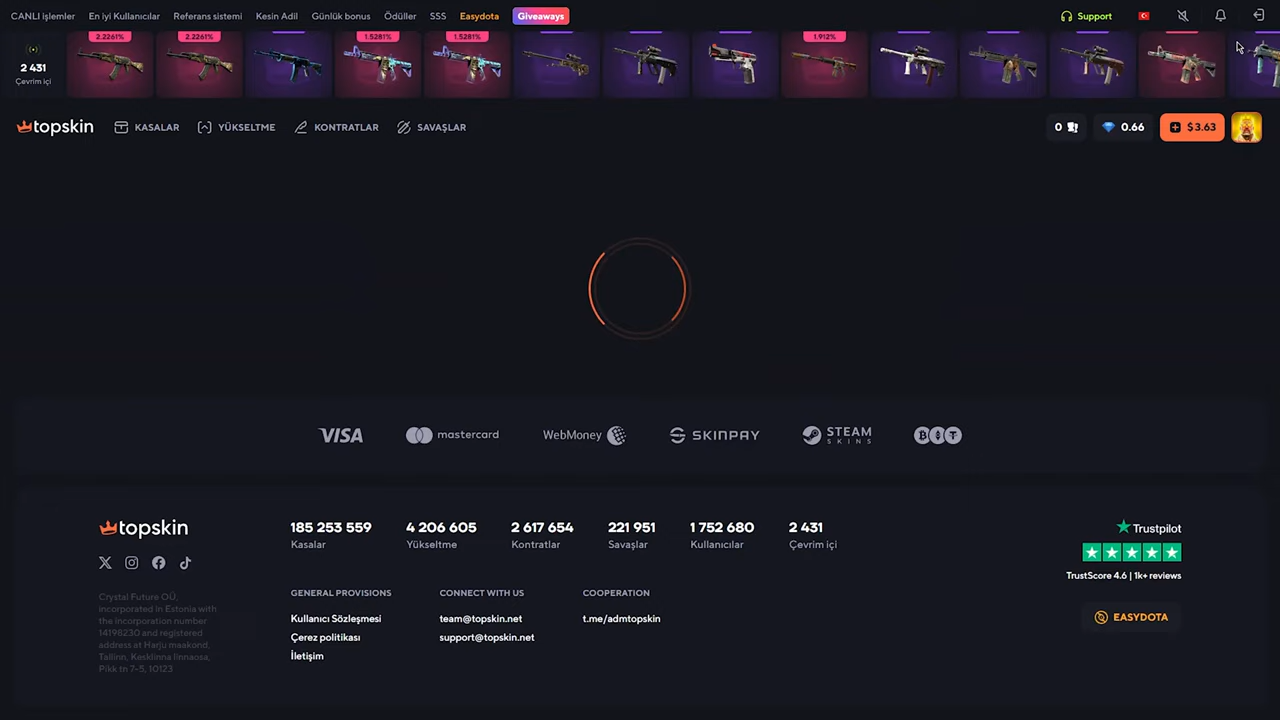 CANLI işlemler En iyi Kullanıcılar Referans sistemi Kesin Adil Günlük bonus Ödüller SSS Easydota Giveaways Support
2.2261% 2.2261% 1.5281% 1.5281% 1.912%
2 431
Çevrim içi
topskin KASALAR YÜKSELTME KONTRATLAR SAVAŞLAR 0 0.66 $3.63
VISA mastercard WebMoney SKINPAY STEAM SKINS
topskin
185 253 559 4 206 605 2 617 654 221 951 1 752 680 2 431
Kasalar Yükseltme Kontratlar Savaşlar Kullanıcılar Çevrim içi
Trustpilot
TrustScore 4.6 | 1k+ reviews
GENERAL PROVISIONS CONNECT WITH US COOPERATION
Kullanıcı Sözleşmesi team@topskin.net t.me/admtopskin
Çerez politikası support@topskin.net
İletişim
EASYDOTA
Crystal Future OÜ,
incorporated in Estonia with
the incorporation number
14198230 and registered
address at Harju maakond,
Tallinn, Kesklinna linnaosa,
Pikk tn 7-5, 10123